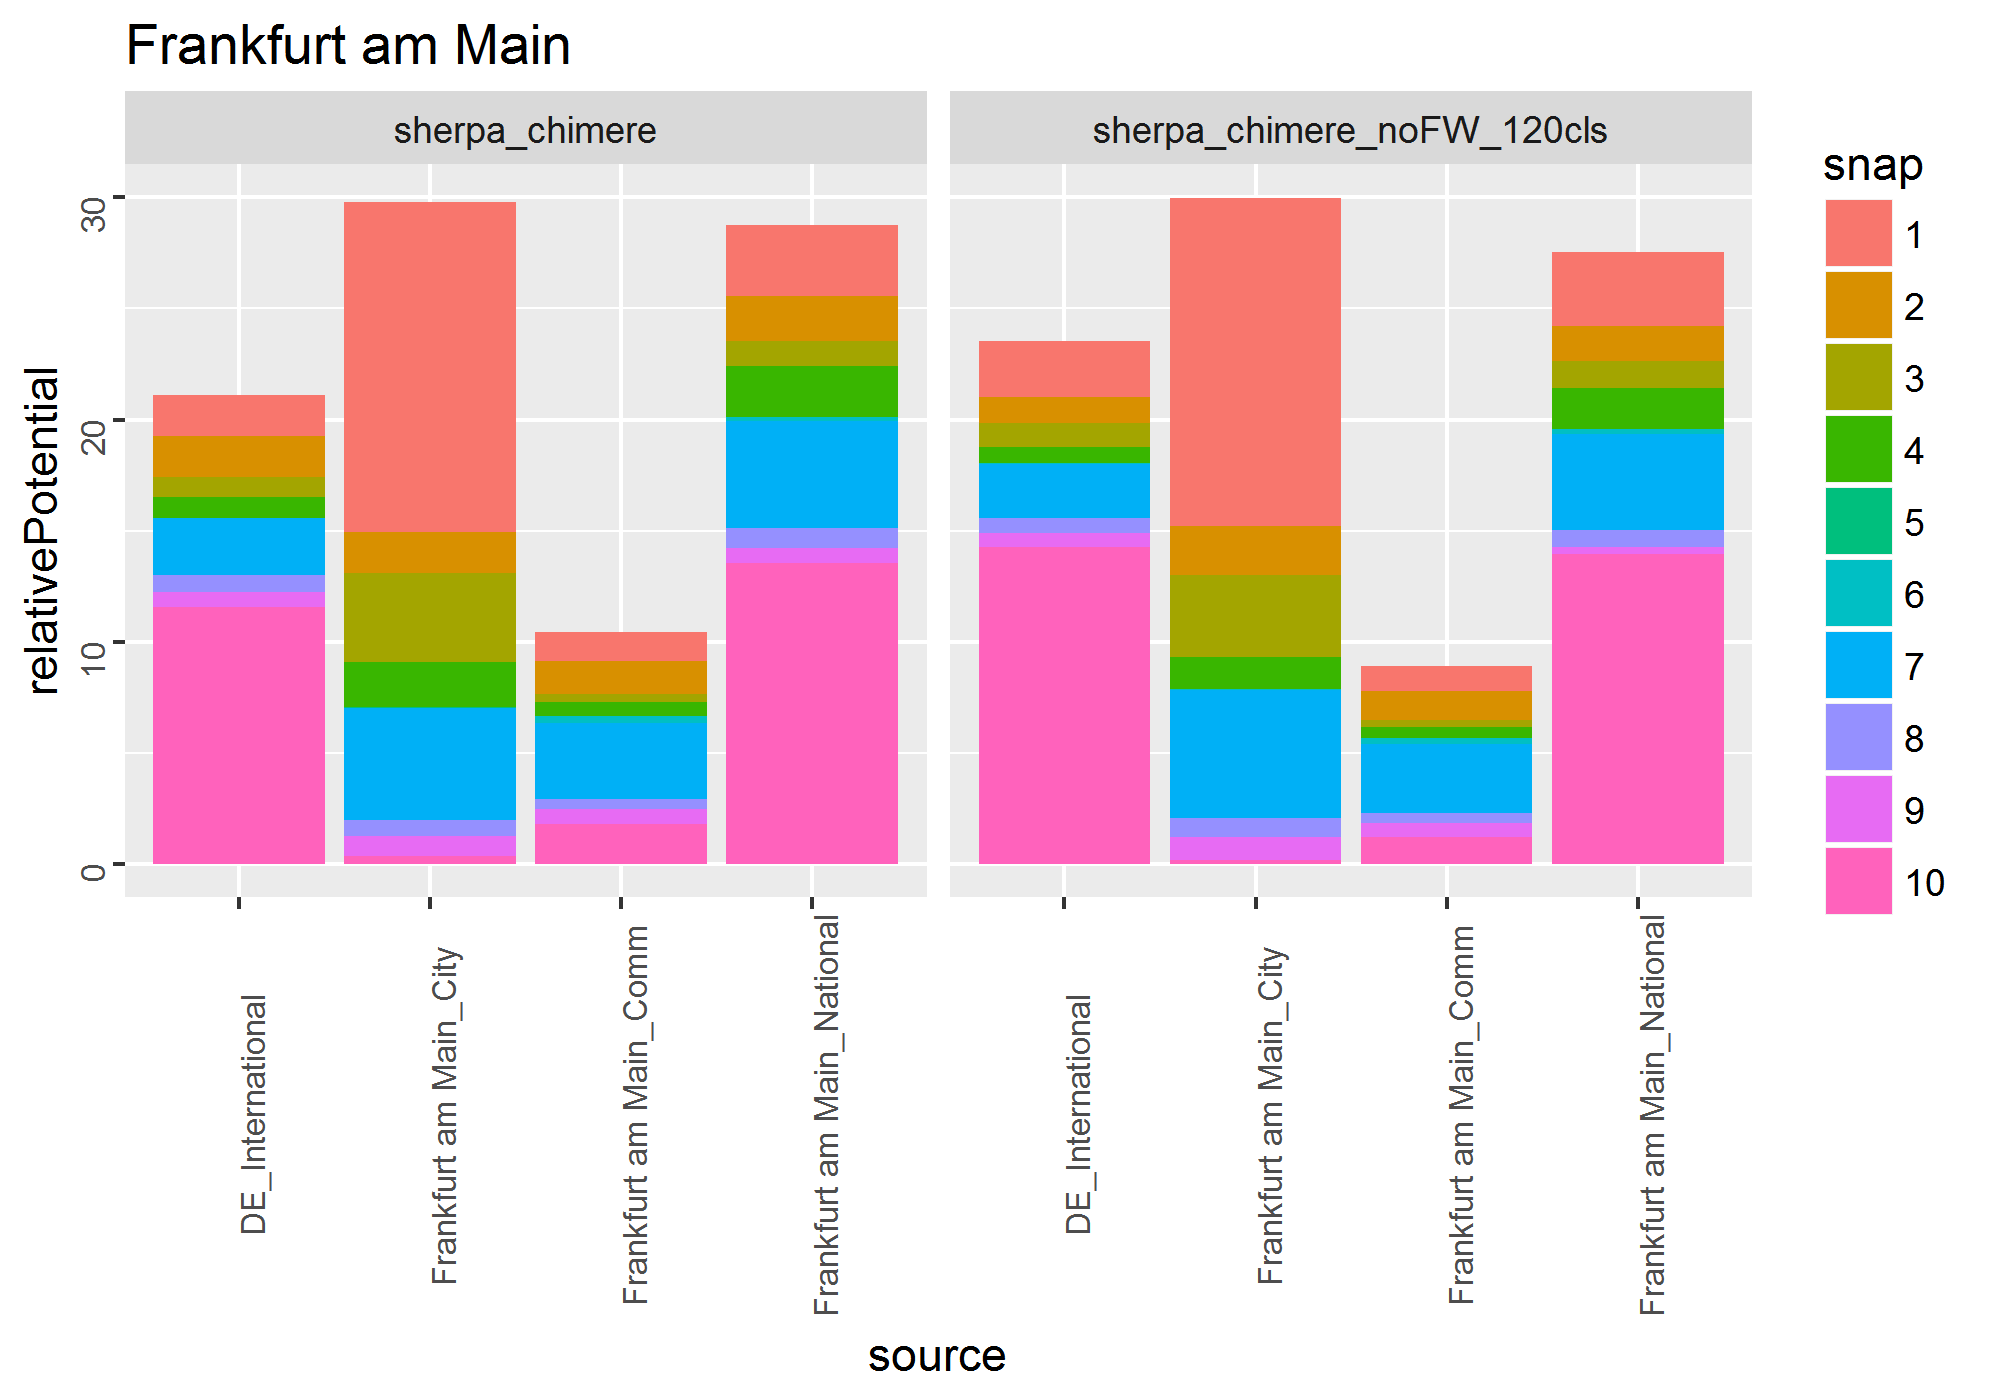 Frankfurt am Main
sherpa_chimere
sherpa_chimere_noFW_120cls
relativePotential
30
20
10
0
DE_International
Frankfurt am Main_City
Frankfurt am Main_Comm
Frankfurt am Main_National
DE_International
Frankfurt am Main_City
Frankfurt am Main_Comm
Frankfurt am Main_National
source
snap
1
2
3
4
5
6
7
8
9
10